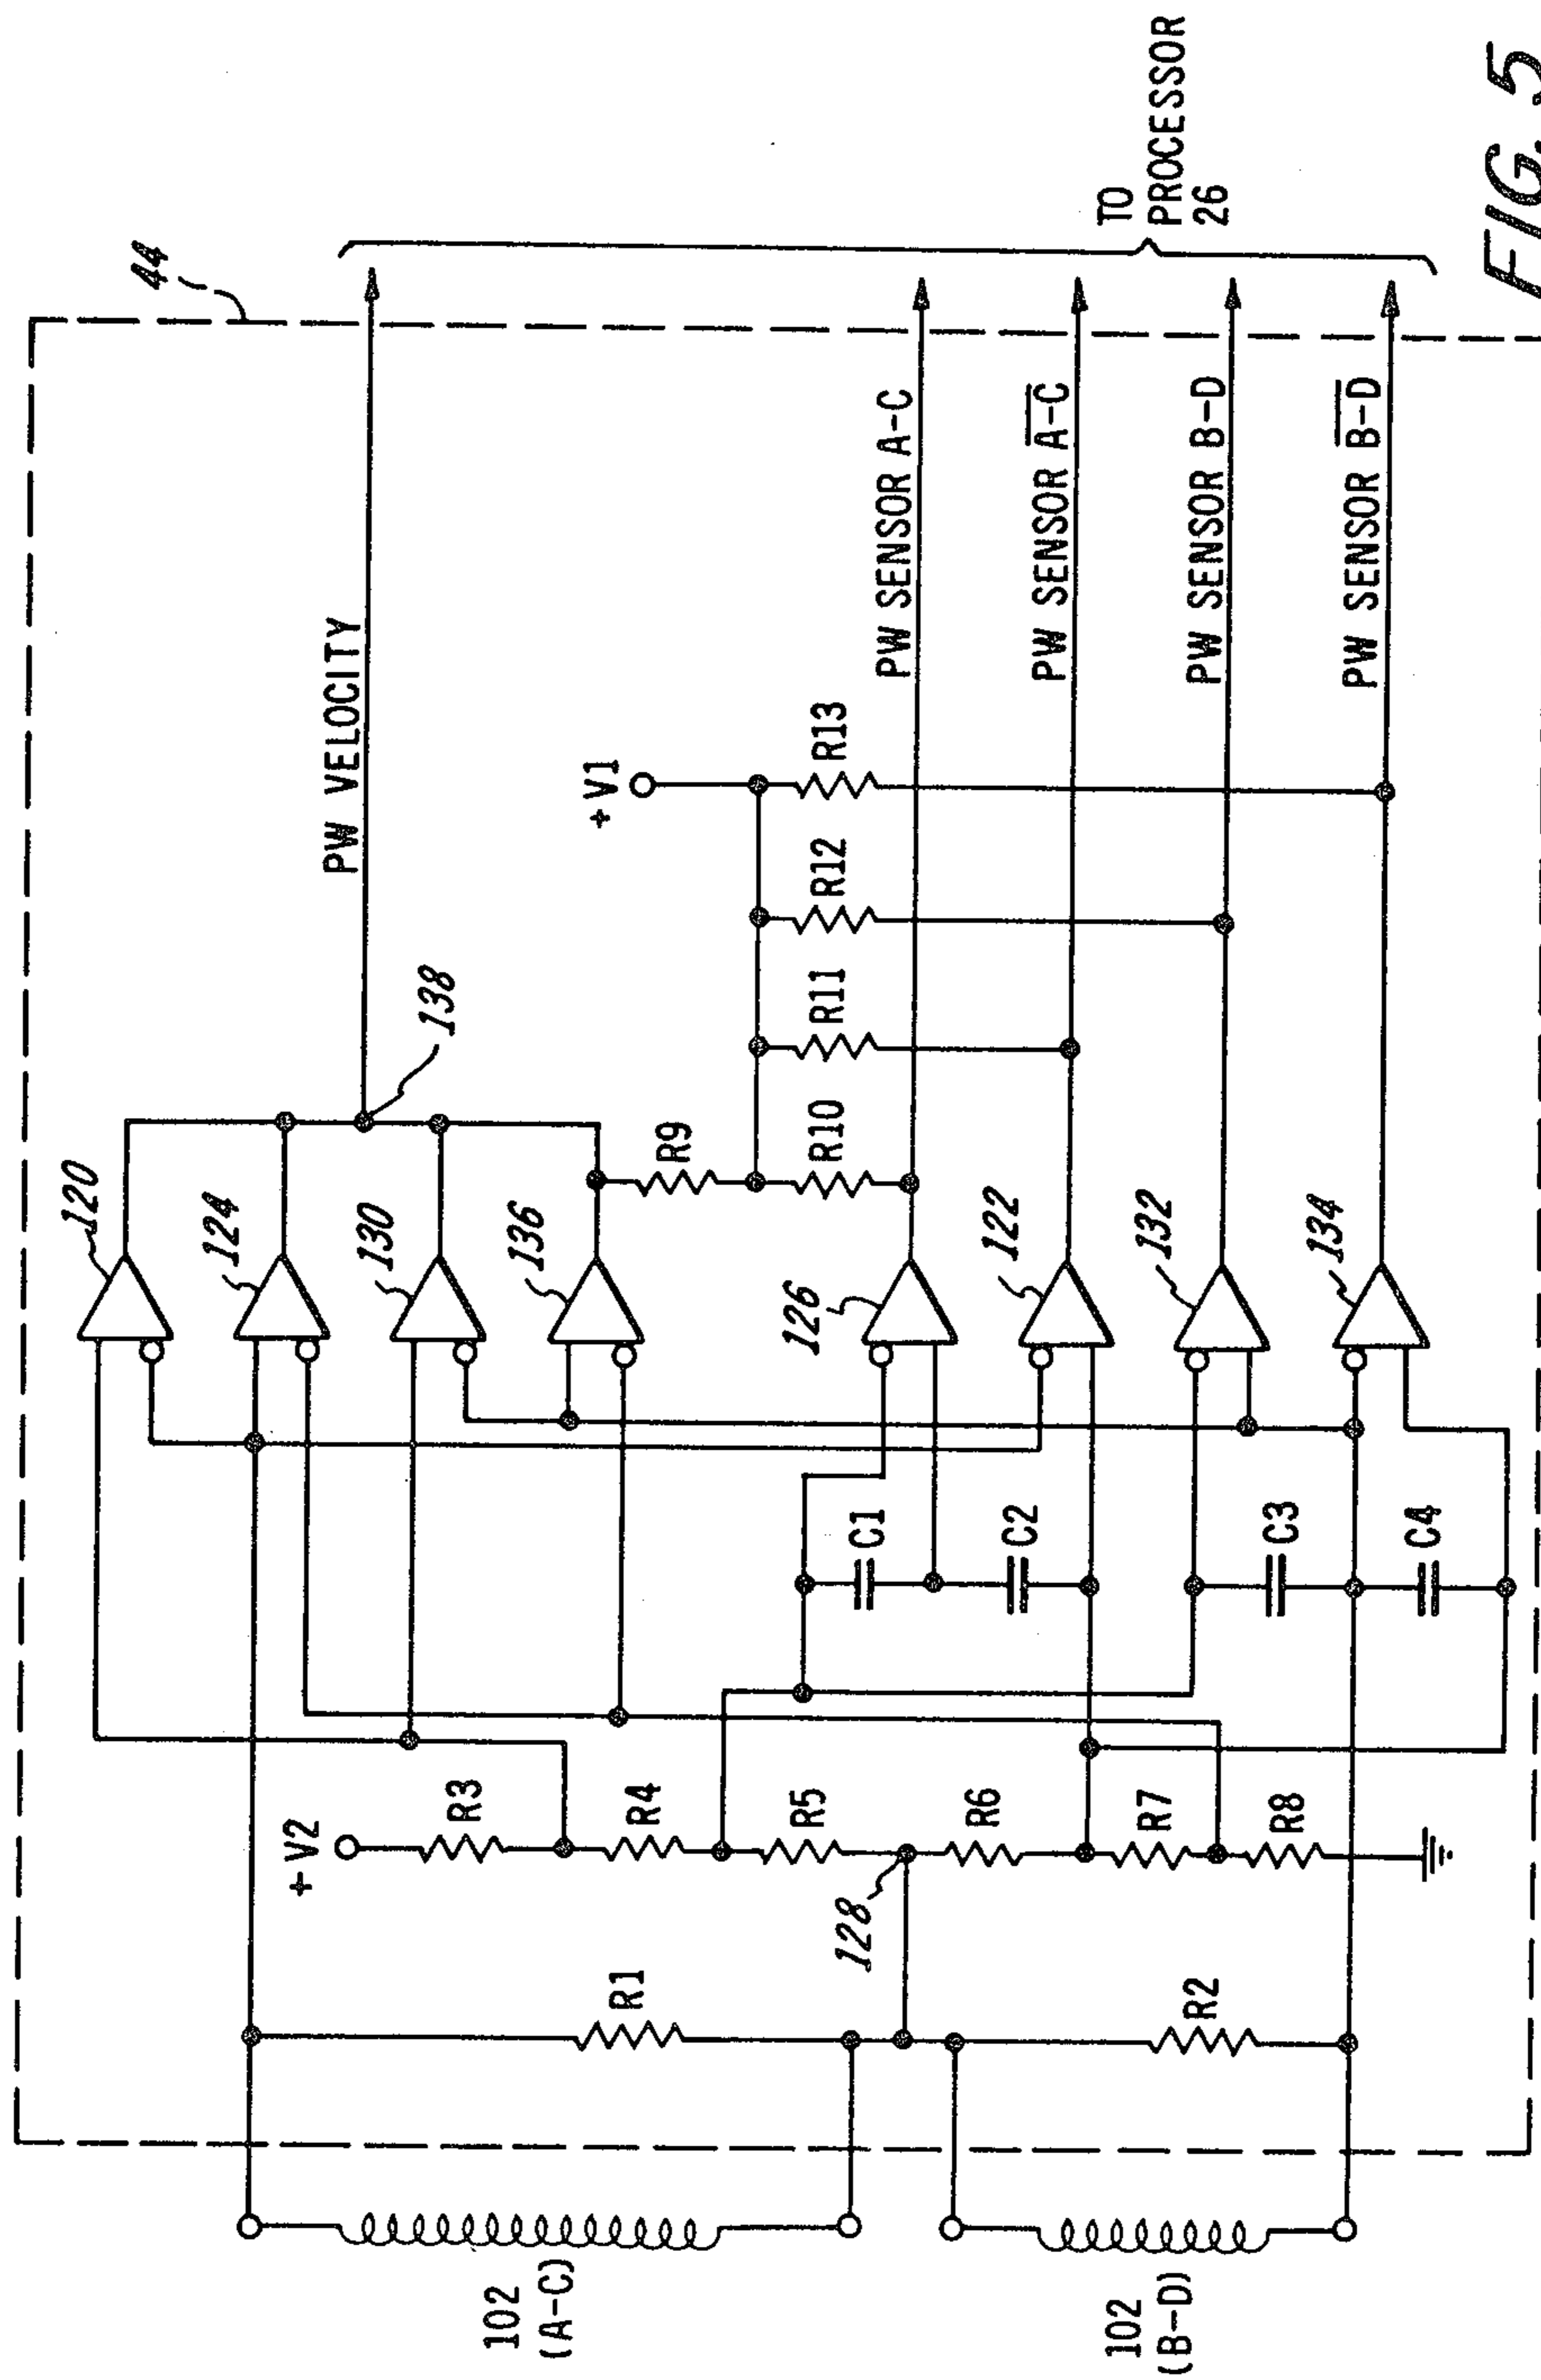 44
120
PW VELOCITY
124
130
138
136
+V2
R3
R4
R5
128
R6
R7
R8
R1
R2
102
(A-C)
102
(B-D)
C1
C2
C3
C4
R9
+V1
R10
R11
R12
R13
126
PW SENSOR A-C
122
PW SENSOR A̅-̅C̅
132
PW SENSOR B-D
134
PW SENSOR B̅-̅D̅
TO
PROCESSOR
26
FIG. 5